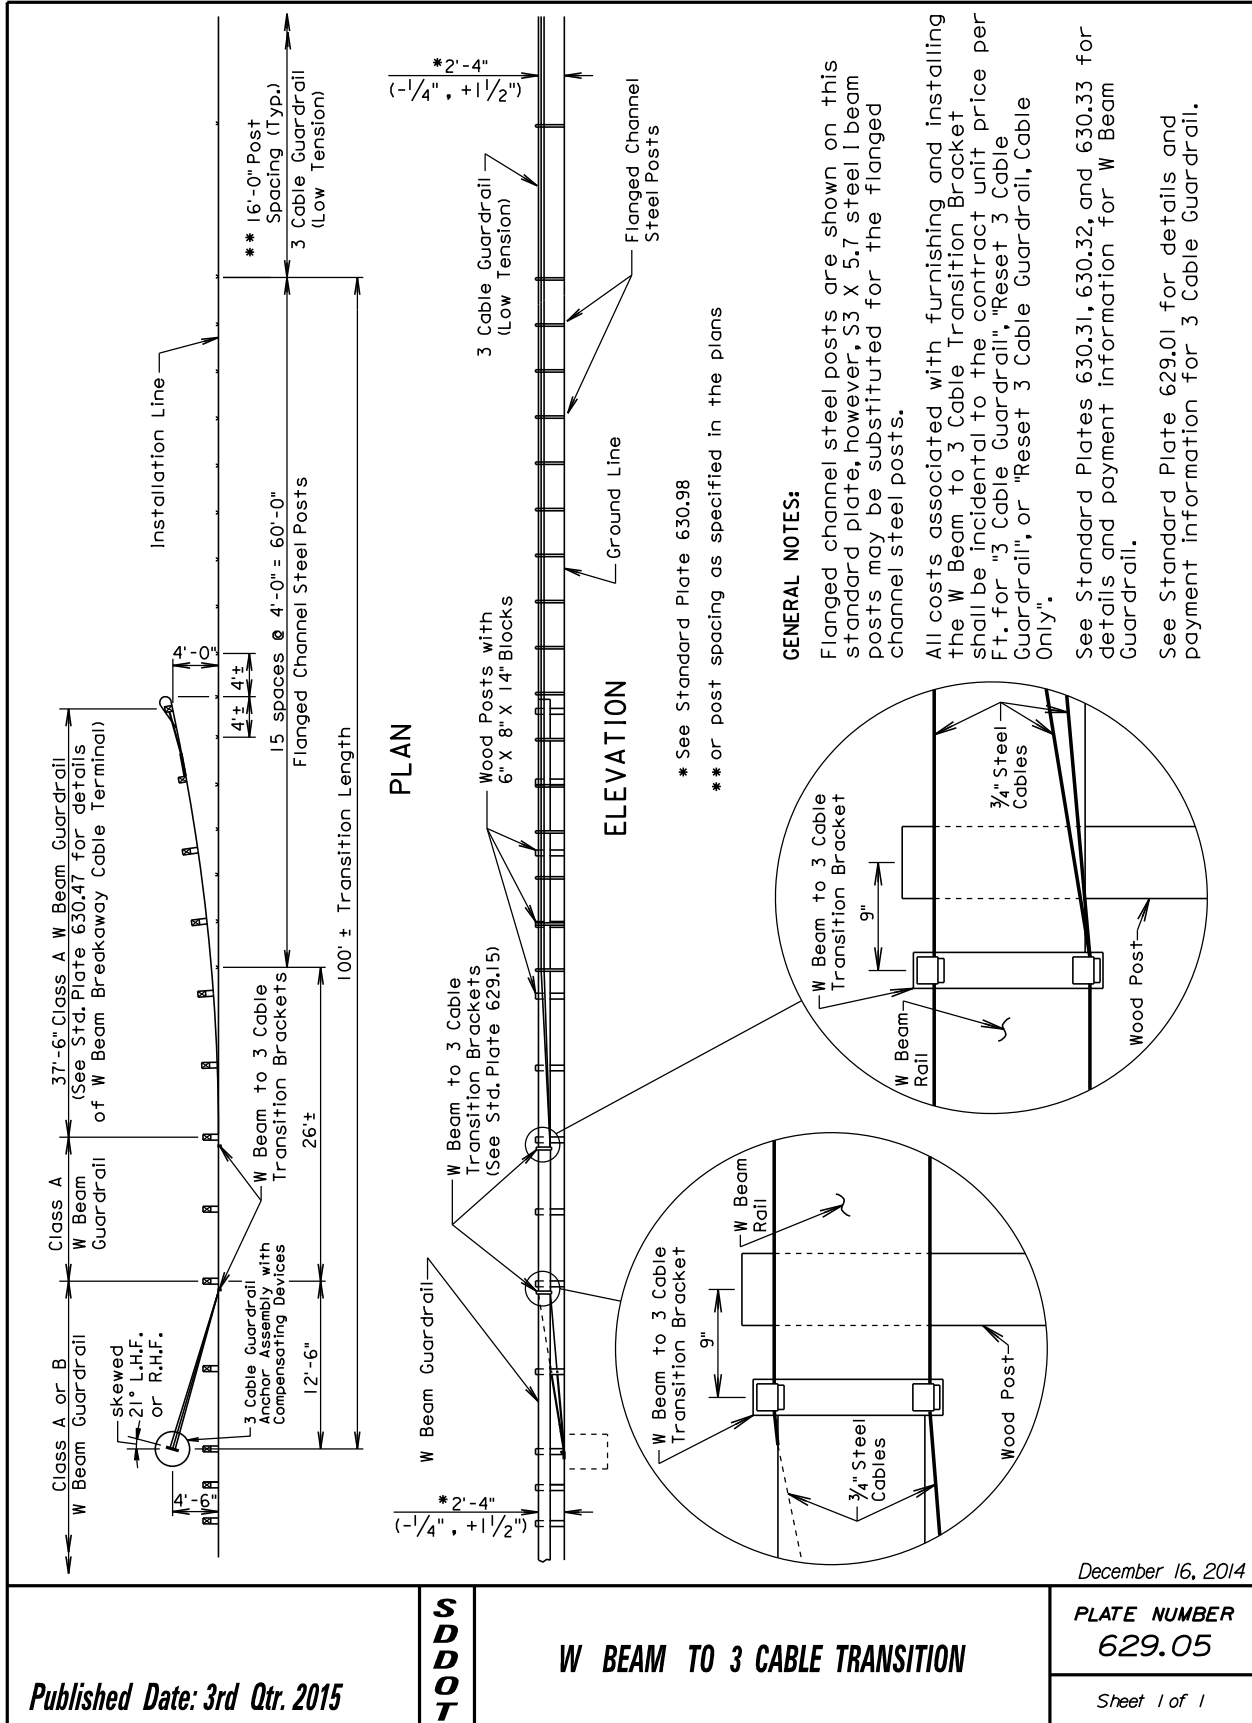 Class A or B
W Beam Guardrail
Class A
W Beam
Guardrail
37'-6" Class A W Beam Guardrail
(See Std. Plate 630.47 for details
of W Beam Breakaway Cable Terminal)
skewed
21° L.H.F.
or R.H.F.
4'-6"
3 Cable Guardrail
Anchor Assembly with
Compensating Devices
12'-6"
W Beam to 3 Cable
Transition Brackets
26'±
4'-0"
4'±
4'±
15 spaces @ 4'-0" = 60'-0"
Flanged Channel Steel Posts
100' ± Transition Length
Installation Line
** 16'-0" Post
Spacing (Typ.)
3 Cable Guardrail
(Low Tension)
PLAN
*2'-4"
(-1/4", +1 1/2")
W Beam Guardrail
W Beam to 3 Cable
Transition Brackets
(See Std. Plate 629.15)
Wood Posts with
6" X 8" X 14" Blocks
Ground Line
3 Cable Guardrail
(Low Tension)
Flanged Channel
Steel Posts
*2'-4"
(-1/4", +1 1/2")
ELEVATION
* See Standard Plate 630.98
** or post spacing as specified in the plans
W Beam to 3 Cable
Transition Bracket
9"
W Beam
Rail
3/4" Steel
Cables
Wood Post
W Beam to 3 Cable
Transition Bracket
9"
W Beam
Rail
3/4" Steel
Cables
Wood Post
GENERAL NOTES:
Flanged channel steel posts are shown on this
standard plate, however, S3 X 5.7 steel I beam
posts may be substituted for the flanged
channel steel posts.
All costs associated with furnishing and installing
the W Beam to 3 Cable Transition Bracket
shall be incidental to the contract unit price per
Ft. for "3 Cable Guardrail", "Reset 3 Cable
Guardrail", or "Reset 3 Cable Guardrail, Cable
Only".
See Standard Plates 630.31, 630.32, and 630.33 for
details and payment information for W Beam
Guardrail.
See Standard Plate 629.01 for details and
payment information for 3 Cable Guardrail.
December 16, 2014
Published Date: 3rd Qtr. 2015
SDDOT
W BEAM TO 3 CABLE TRANSITION
PLATE NUMBER
629.05
Sheet 1 of 1